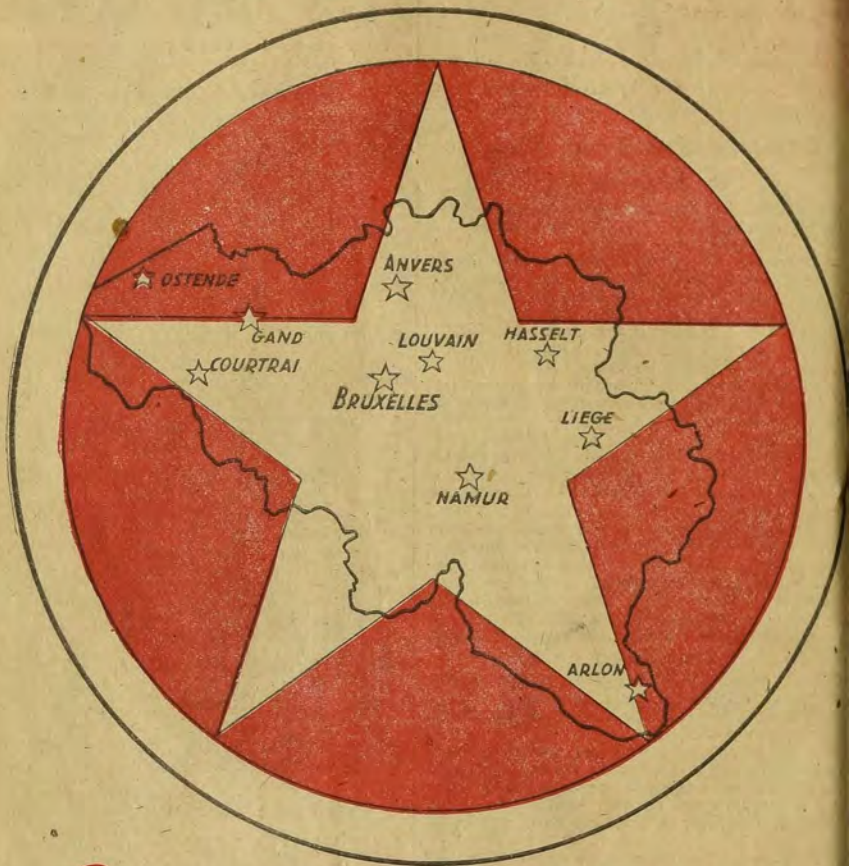 ANVERS
OSTENDE
GAND
LOUVAIN
HASSELT
COURTRAI
BRUXELLES
LIEGE
NAMUR
ARLON